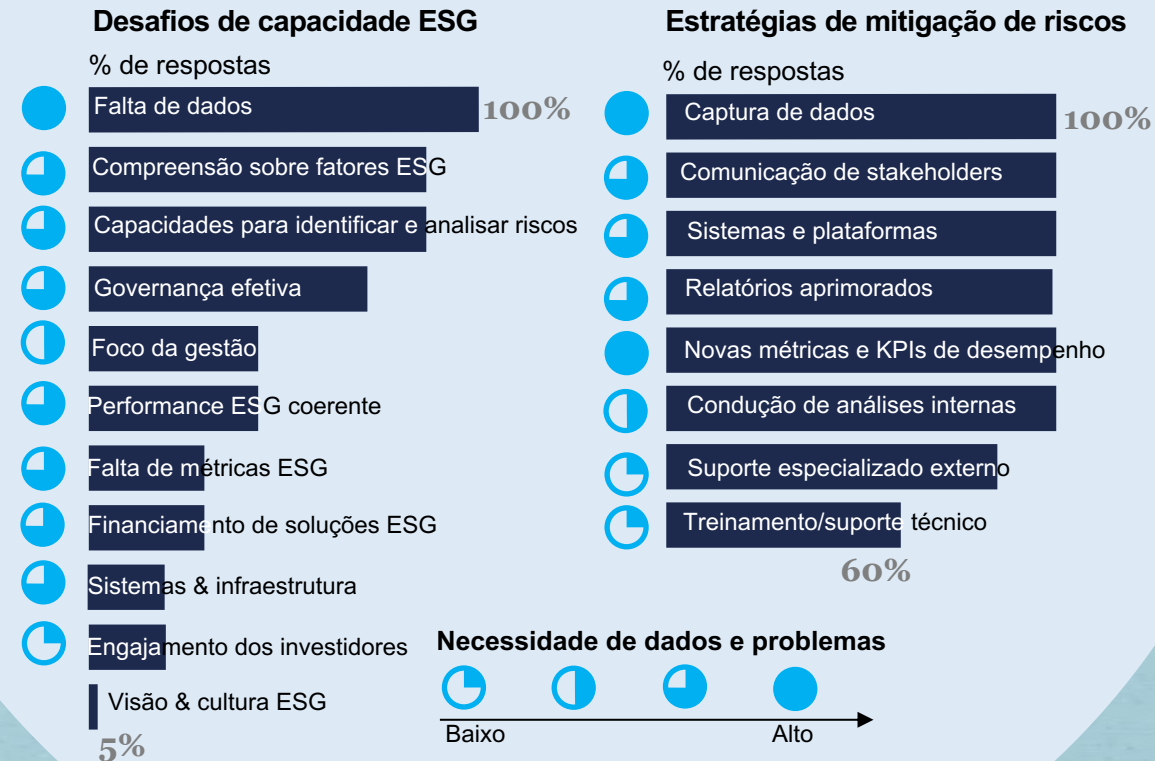 Desafios de capacidade ESG
% de respostas
Falta de dados
100%
Compreensão sobre fatores ESG
Capacidades para identificar e analisar riscos
Governança efetiva
Foco da gestão
Performance ESG coerente
Falta de métricas ESG
Financiamento de soluções ESG
Sistemas & infraestrutura
Engajamento dos investidores
Visão & cultura ESG
5%
Estratégias de mitigação de riscos
% de respostas
Captura de dados
100%
Comunicação de stakeholders
Sistemas e plataformas
Relatórios aprimorados
Novas métricas e KPIs de desempenho
Condução de análises internas
Suporte especializado externo
Treinamento/suporte técnico
60%
Necessidade de dados e problemas
Baixo
Alto